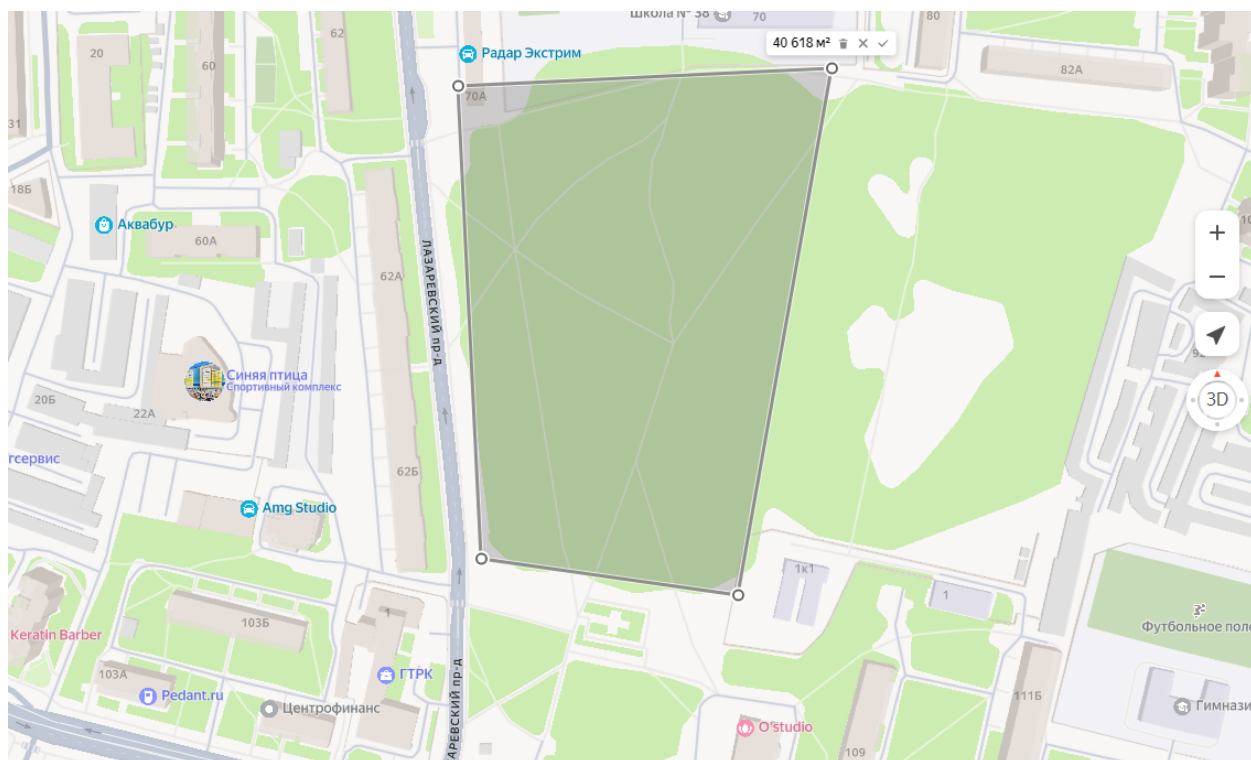 Школа № 38
70
80
40 618 м²
62
20
60
Радар Экстрим
82А
70А
31
18Б
Аквабур
60А
62А
ЛАЗАРЕВСКИЙ пр-д
Синяя птица
Спортивный комплекс
3D
20Б
22А
гсервис
62Б
Amg Studio
1к1
1
103Б
1
Футбольное поле
Keratin Barber
103А
ГТРК
Pedant.ru
Центрофинанс
АРЕВСКИЙ пр-д
111Б
Гимнази
O'studio
109